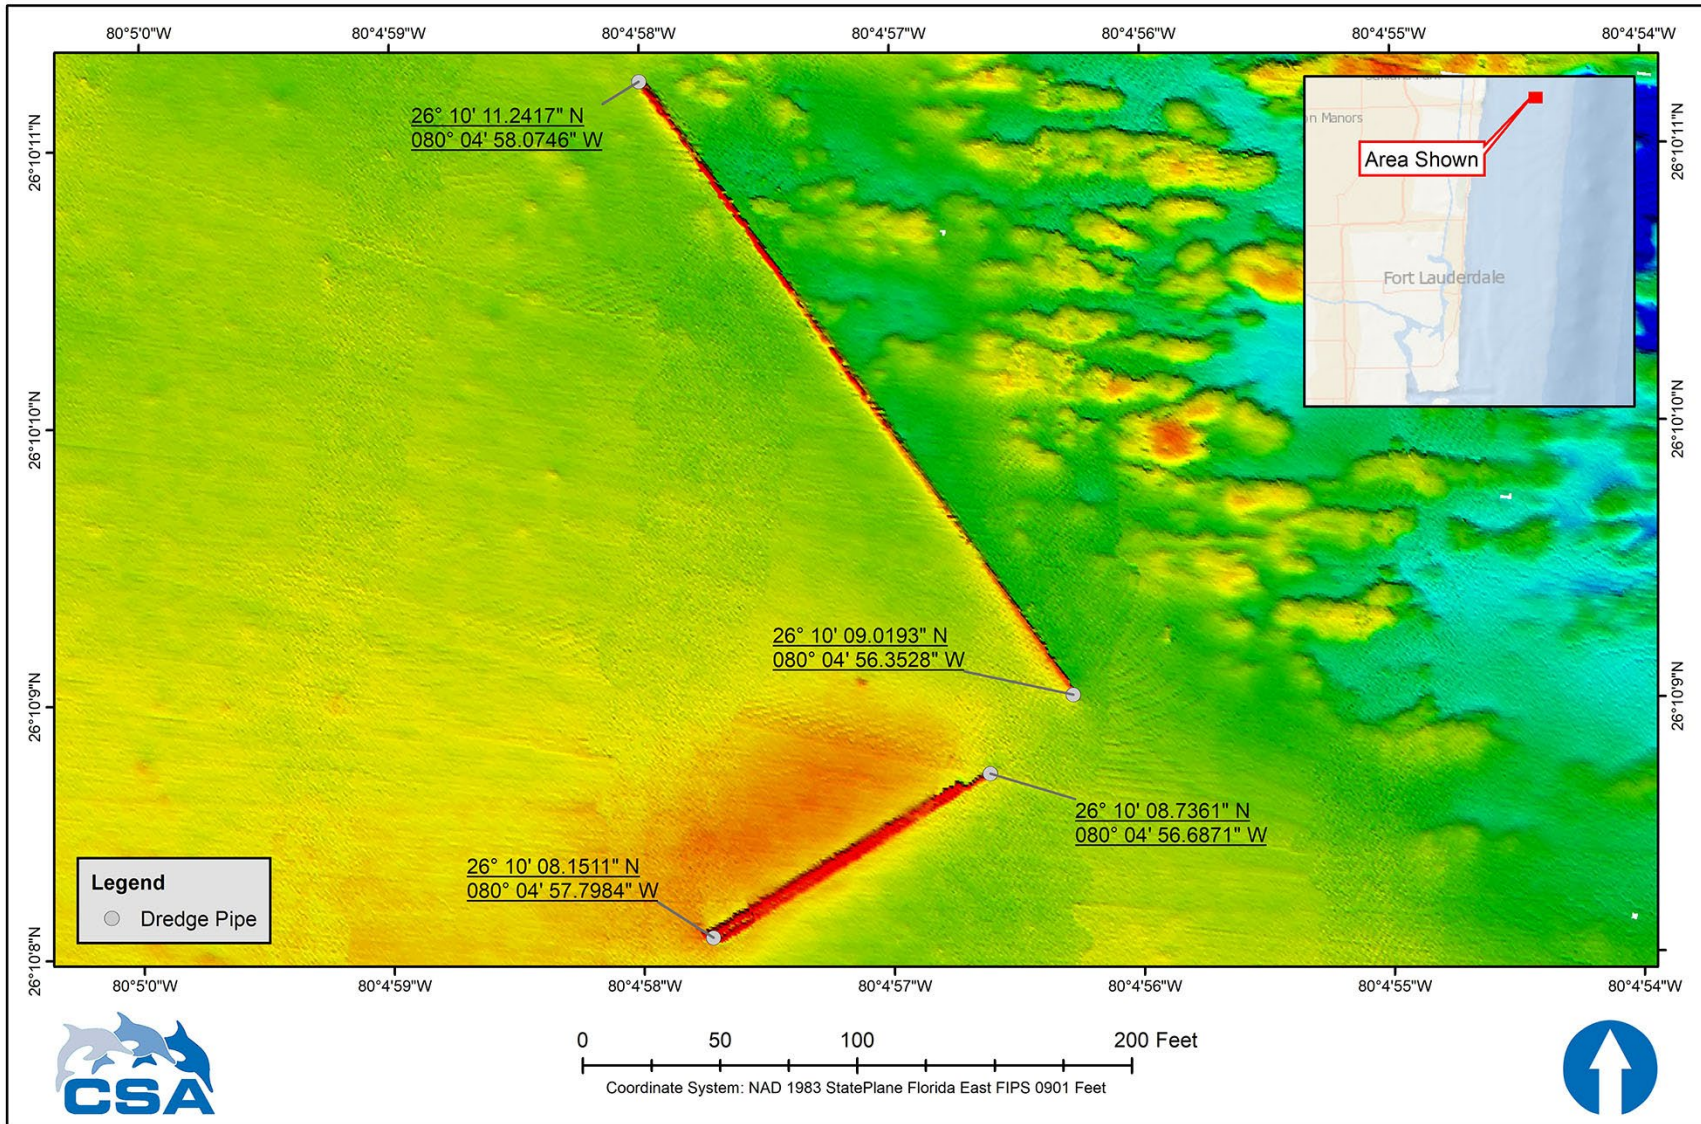 80°5'0"W 80°4'59"W 80°4'58"W 80°4'57"W 80°4'56"W 80°4'55"W 80°4'54"W
26°10'11"N
26°10'11"N
26° 10' 11.2417" N
080° 04' 58.0746" W
n Manors
Area Shown
Fort Lauderdale
26°10'10"N
26°10'10"N
26° 10' 09.0193" N
080° 04' 56.3528" W
26°10'9"N
26°10'9"N
26° 10' 08.7361" N
080° 04' 56.6871" W
26° 10' 08.1511" N
080° 04' 57.7984" W
Legend
Dredge Pipe
26°10'8"N
26°10'8"N
80°5'0"W 80°4'59"W 80°4'58"W 80°4'57"W 80°4'56"W 80°4'55"W 80°4'54"W
CSA
0 50 100 200 Feet
Coordinate System: NAD 1983 StatePlane Florida East FIPS 0901 Feet